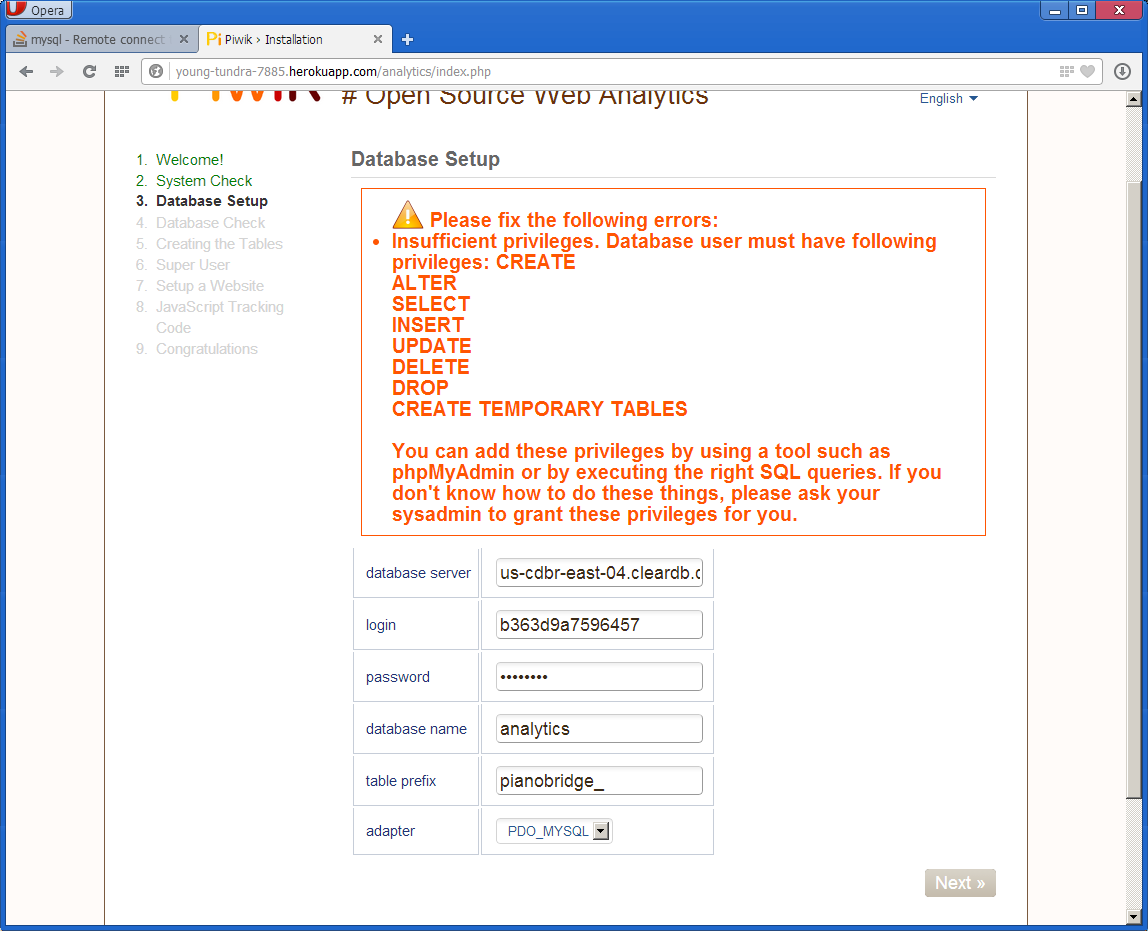 Opera
mysql - Remote connect
Piwik › Installation
young-tundra-7885.herokuapp.com/analytics/index.php
# Open Source Web Analytics
English
1. Welcome!
2. System Check
3. Database Setup
4. Database Check
5. Creating the Tables
6. Super User
7. Setup a Website
8. JavaScript Tracking
Code
9. Congratulations
Database Setup
Please fix the following errors:
• Insufficient privileges. Database user must have following
privileges: CREATE
ALTER
SELECT
INSERT
UPDATE
DELETE
DROP
CREATE TEMPORARY TABLES
You can add these privileges by using a tool such as
phpMyAdmin or by executing the right SQL queries. If you
don't know how to do these things, please ask your
sysadmin to grant these privileges for you.
database server us-cdbr-east-04.cleardb.c
login b363d9a7596457
password ••••••••
database name analytics
table prefix pianobridge_
adapter PDO_MYSQL
Next »